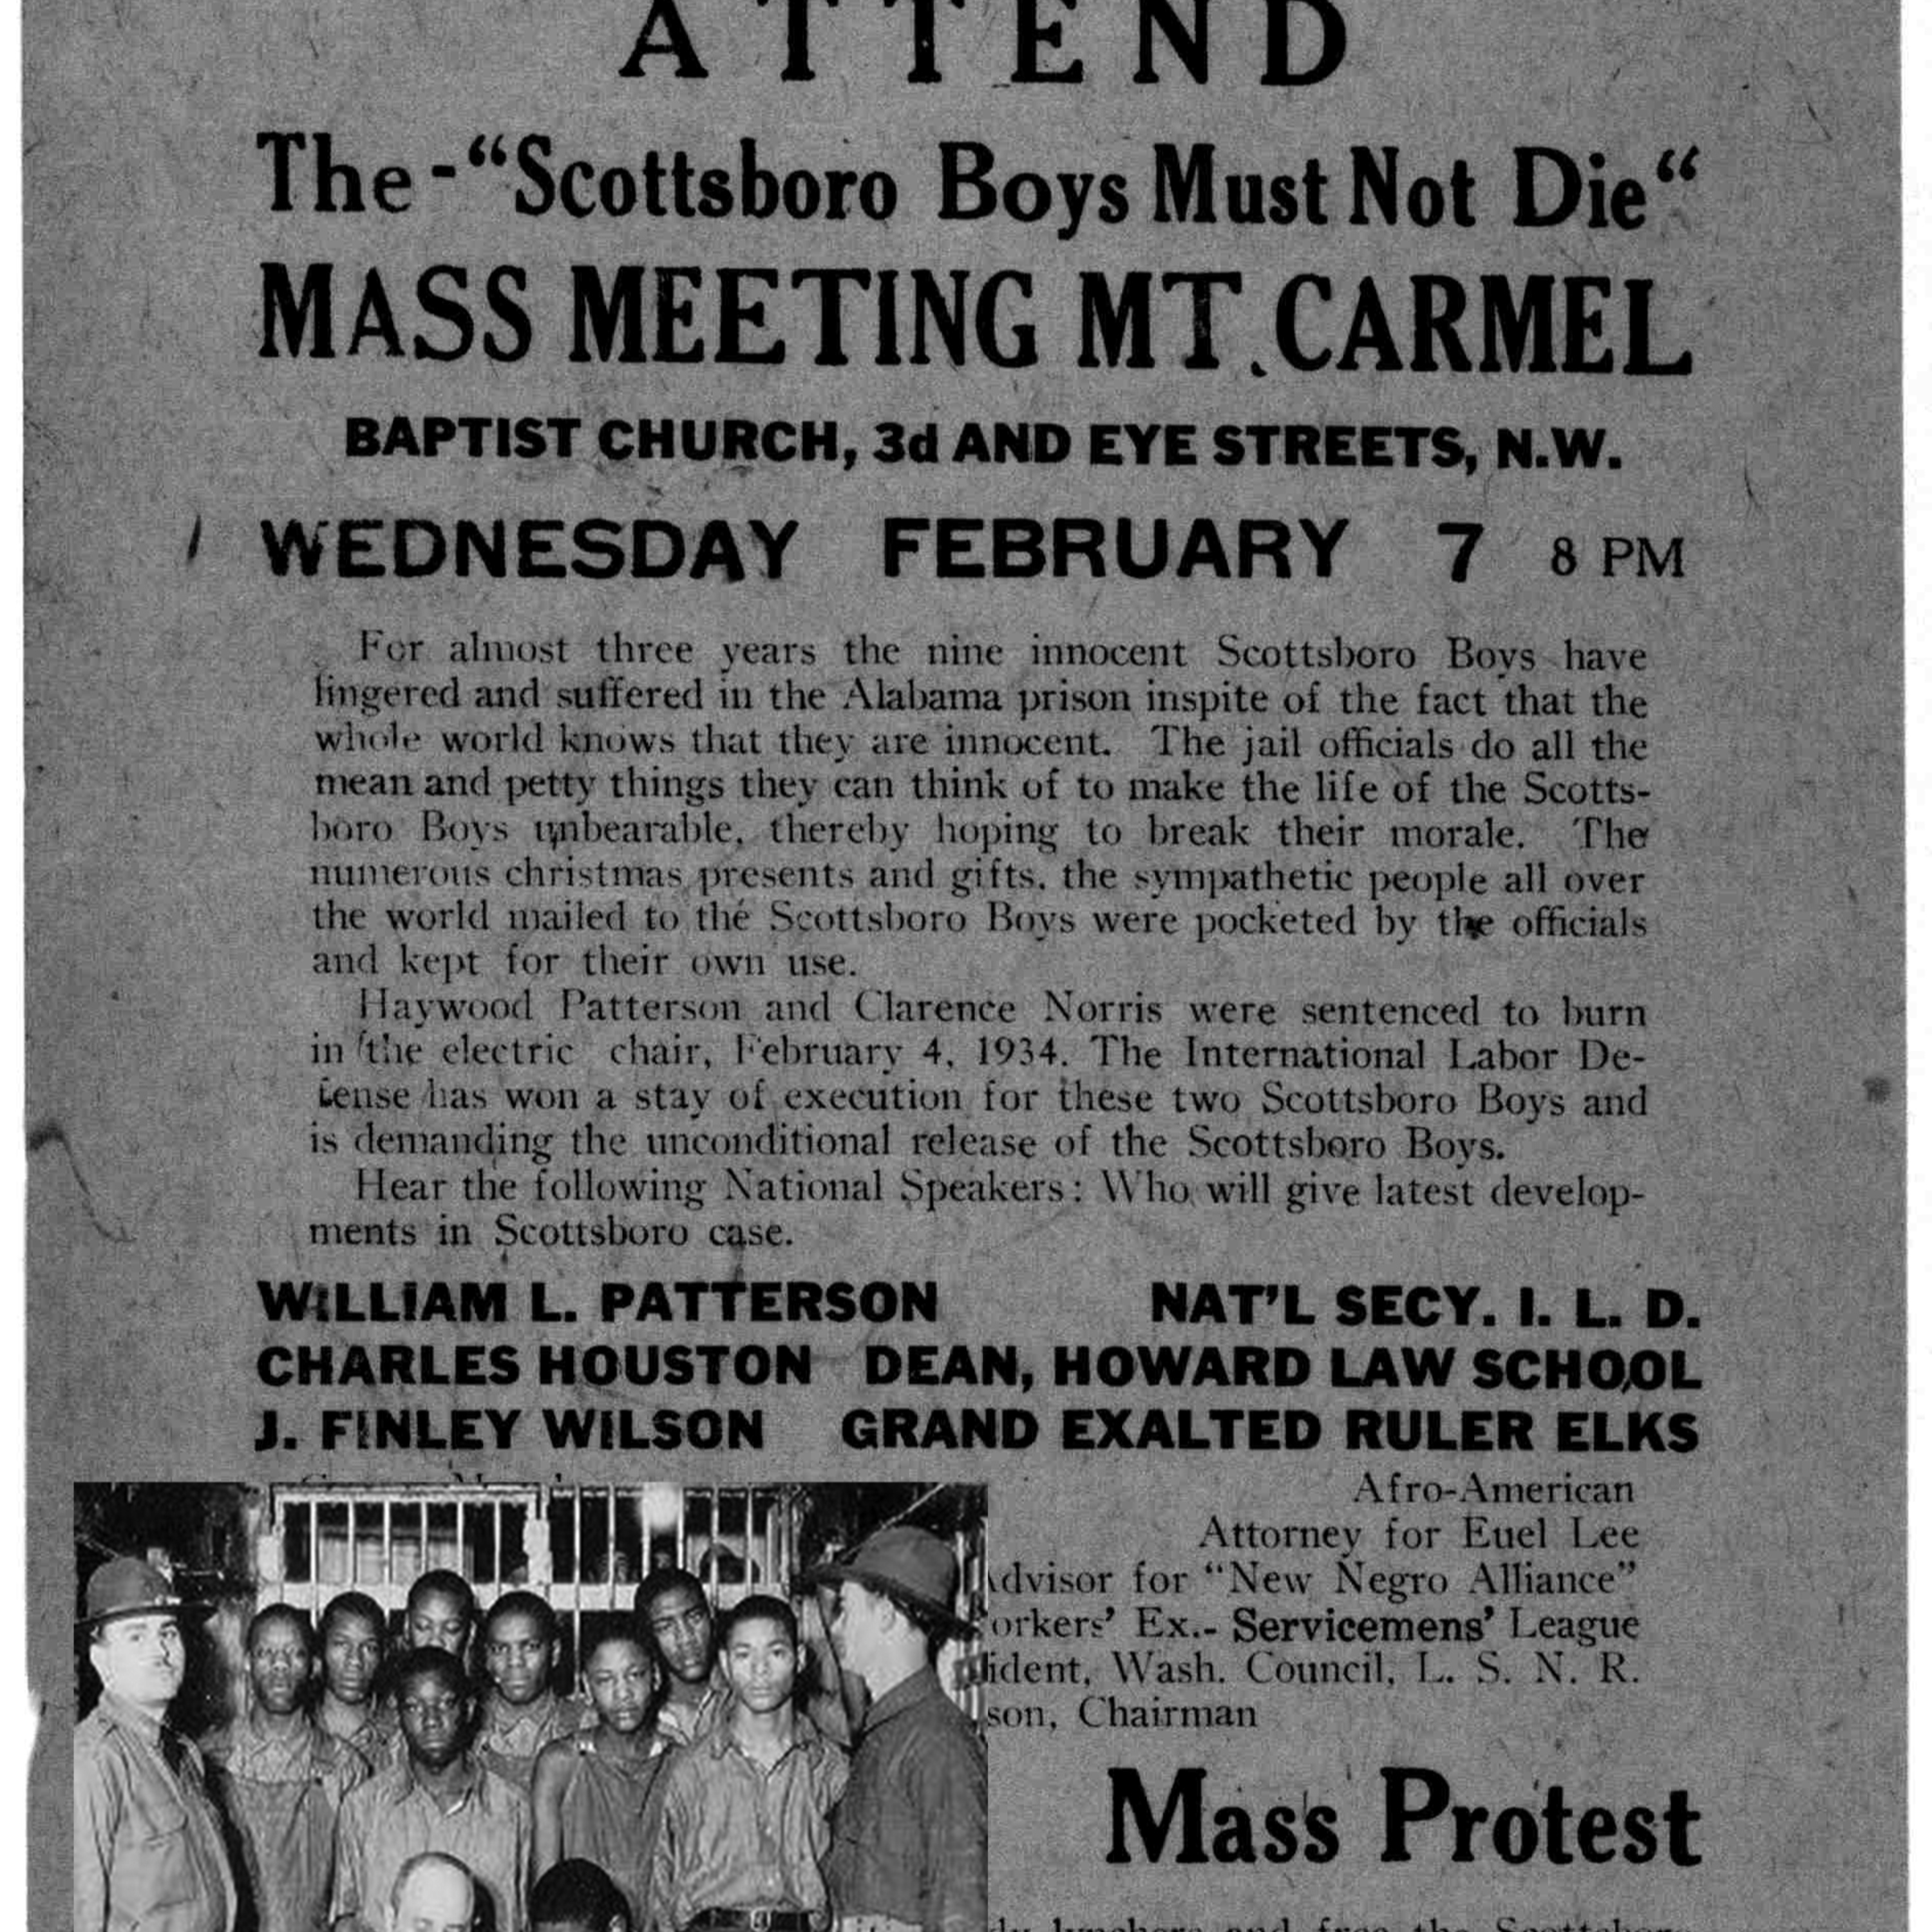 ATTEND
The - “Scottsboro Boys Must Not Die“
MASS MEETING MT. CARMEL
BAPTIST CHURCH, 3d AND EYE STREETS, N.W.
WEDNESDAY FEBRUARY 7 8 PM
For almost three years the nine innocent Scottsboro Boys have
lingered and suffered in the Alabama prison inspite of the fact that the
whole world knows that they are innocent. The jail officials do all the
mean and petty things they can think of to make the life of the Scotts-
boro Boys unbearable, thereby hoping to break their morale. The
numerous christmas presents and gifts. the sympathetic people all over
the world mailed to the Scottsboro Boys were pocketed by the officials
and kept for their own use.
Haywood Patterson and Clarence Norris were sentenced to burn
in the electric chair, February 4, 1934. The International Labor De-
fense has won a stay of execution for these two Scottsboro Boys and
is demanding the unconditional release of the Scottsboro Boys.
Hear the following National Speakers: Who will give latest develop-
ments in Scottsboro case.
WILLIAM L. PATTERSON NAT’L SECY. I. L. D.
CHARLES HOUSTON DEAN, HOWARD LAW SCHOOL
J. FINLEY WILSON GRAND EXALTED RULER ELKS
Afro-American
Attorney for Euel Lee
dvisor for “New Negro Alliance”
orkers’ Ex.- Servicemens’ League
ident, Wash. Council, L. S. N. R.
son, Chairman
Mass Protest